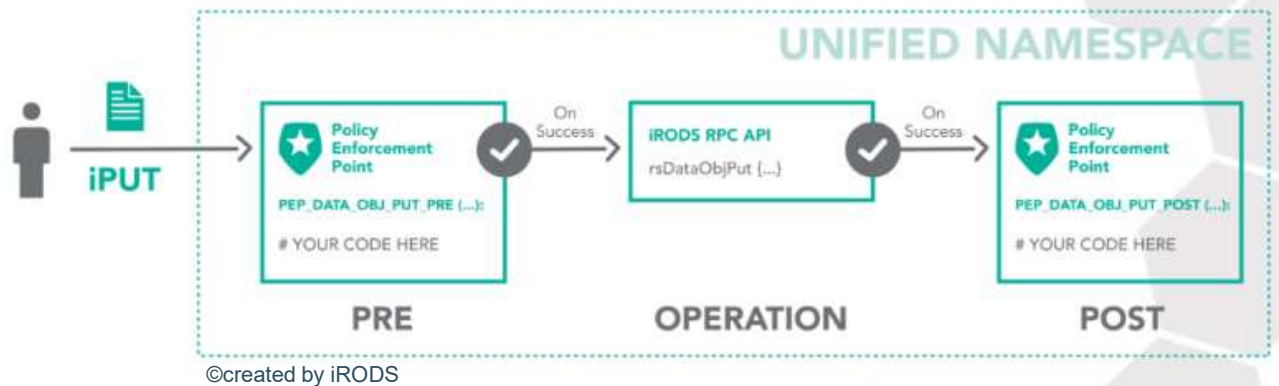 UNIFIED NAMESPACE
iPUT
Policy
Enforcement
Point
PEP_DATA_OBJ_PUT_PRE (...):
# YOUR CODE HERE
PRE
On
Success
iRODS RPC API
rsDataObjPut {...}
OPERATION
On
Success
Policy
Enforcement
Point
PEP_DATA_OBJ_PUT_POST (...):
# YOUR CODE HERE
POST
©created by iRODS